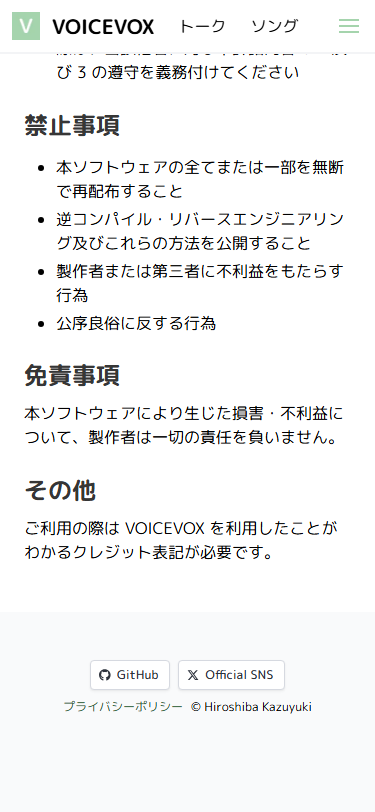 V VOICEVOX トーク ソング
び 3 の遵守を義務付けてください
禁止事項
本ソフトウェアの全てまたは一部を無断
で再配布すること
逆コンパイル・リバースエンジニアリン
グ及びこれらの方法を公開すること
製作者または第三者に不利益をもたらす
行為
公序良俗に反する行為
免責事項
本ソフトウェアにより生じた損害・不利益に
ついて、製作者は一切の責任を負いません。
その他
ご利用の際は VOICEVOX を利用したことが
わかるクレジット表記が必要です。
GitHub Official SNS
プライバシーポリシー © Hiroshiba Kazuyuki